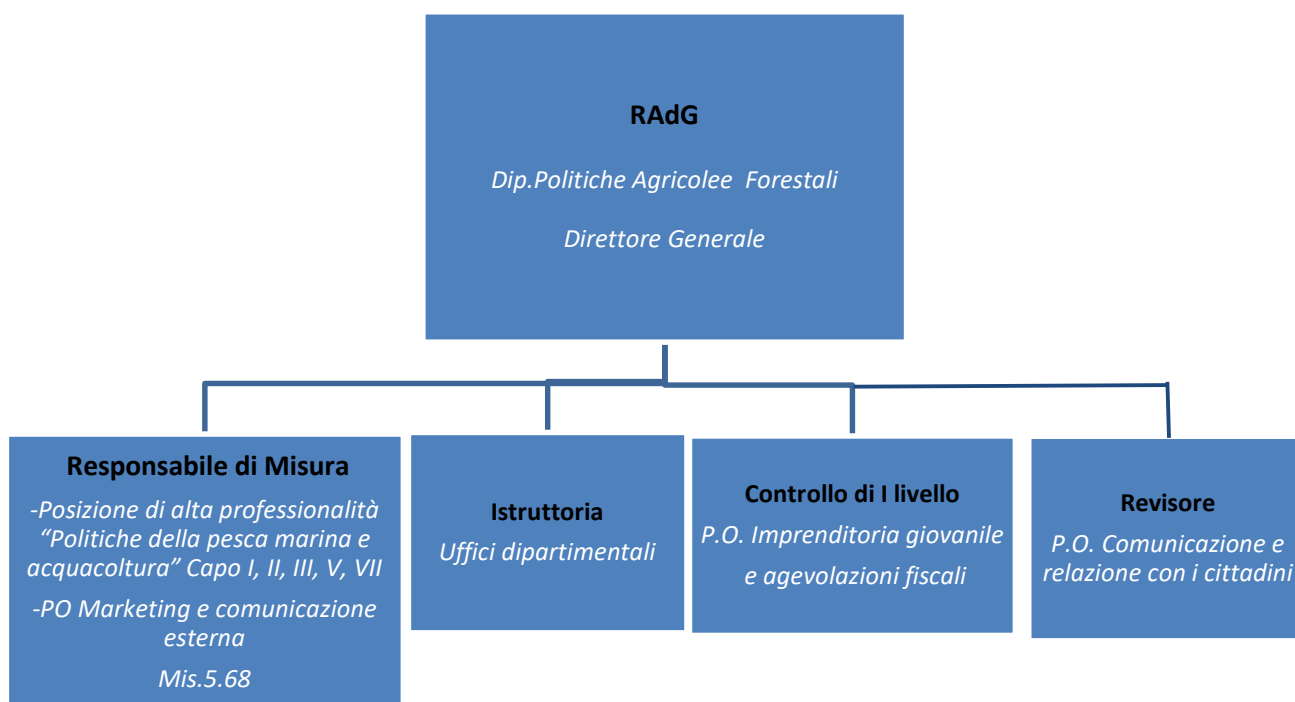 RAdG
Dip.Politiche Agricolee Forestali
Direttore Generale
Responsabile di Misura
-Posizione di alta professionalità
“Politiche della pesca marina e
acquacoltura” Capo I, II, III, V, VII
-PO Marketing e comunicazione
esterna
Mis.5.68
Istruttoria
Uffici dipartimentali
Controllo di I livello
P.O. Imprenditoria giovanile
e agevolazioni fiscali
Revisore
P.O. Comunicazione e
relazione con i cittadini